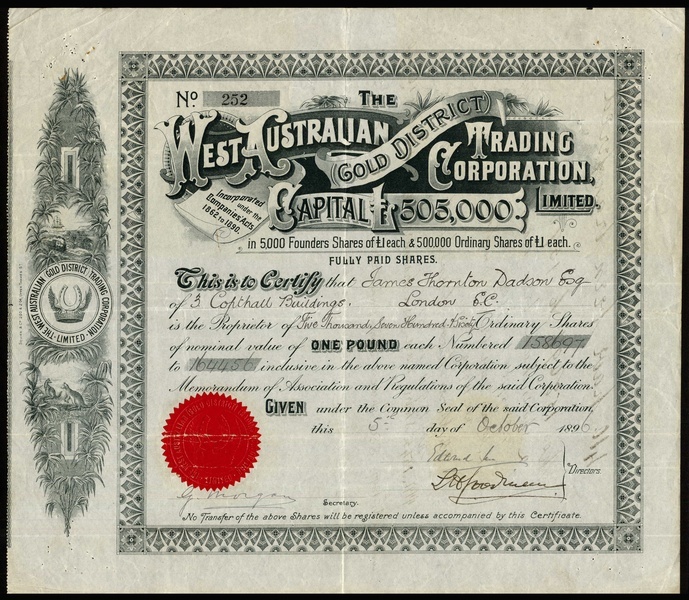 No. 252
THE
WEST AUSTRALIAN
(GOLD DISTRICT)
TRADING
CORPORATION,
LIMITED.
Incorporated
under the
Companies Acts
1862 to 1890.
CAPITAL £505,000
in 5,000 Founders Shares of £1 each & 500,000 Ordinary Shares of £1 each.
FULLY PAID SHARES.
This is to Certify that James Thornton Dadson Esq
of 3 Copthall Buildings. London E.C.
is the Proprietor of Five Thousand Seven Hundred & Sixty Ordinary Shares
of nominal value of ONE POUND each Numbered 158697
to 164456 inclusive in the above named Corporation subject to the
Memorandum of Association and Regulations of the said Corporation.
GIVEN under the Common Seal of the said Corporation,
this 5th day of October 1896
Directors.
G Morgan
Secretary.
No Transfer of the above Shares will be registered unless accompanied by this Certificate.
THE WEST AUSTRALIAN GOLD DISTRICT TRADING CORPORATION
LIMITED